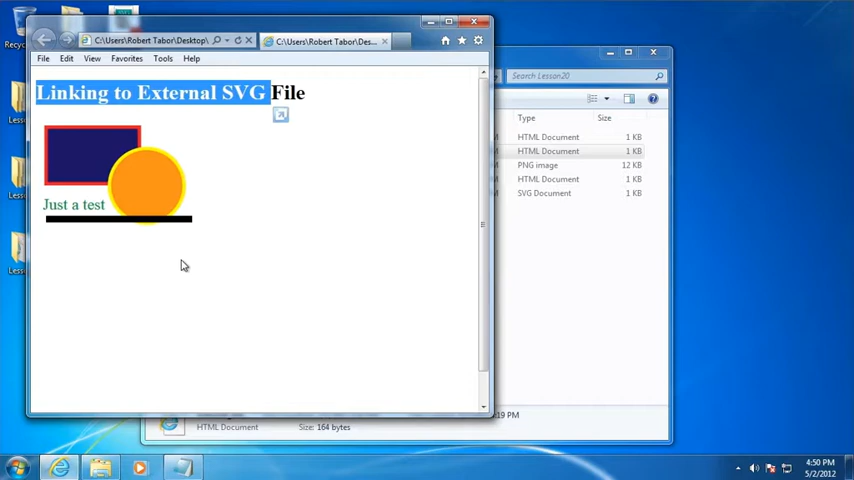 C:\Users\Robert Tabor\Desktop\
C:\Users\Robert Tabor\Des...
File Edit View Favorites Tools Help
Linking to External SVG File
Just a test
Search Lesson20
Type Size
HTML Document 1 KB
HTML Document 1 KB
PNG image 12 KB
HTML Document 1 KB
SVG Document 1 KB
:19 PM
HTML Document Size: 164 bytes
4:50 PM
5/2/2012